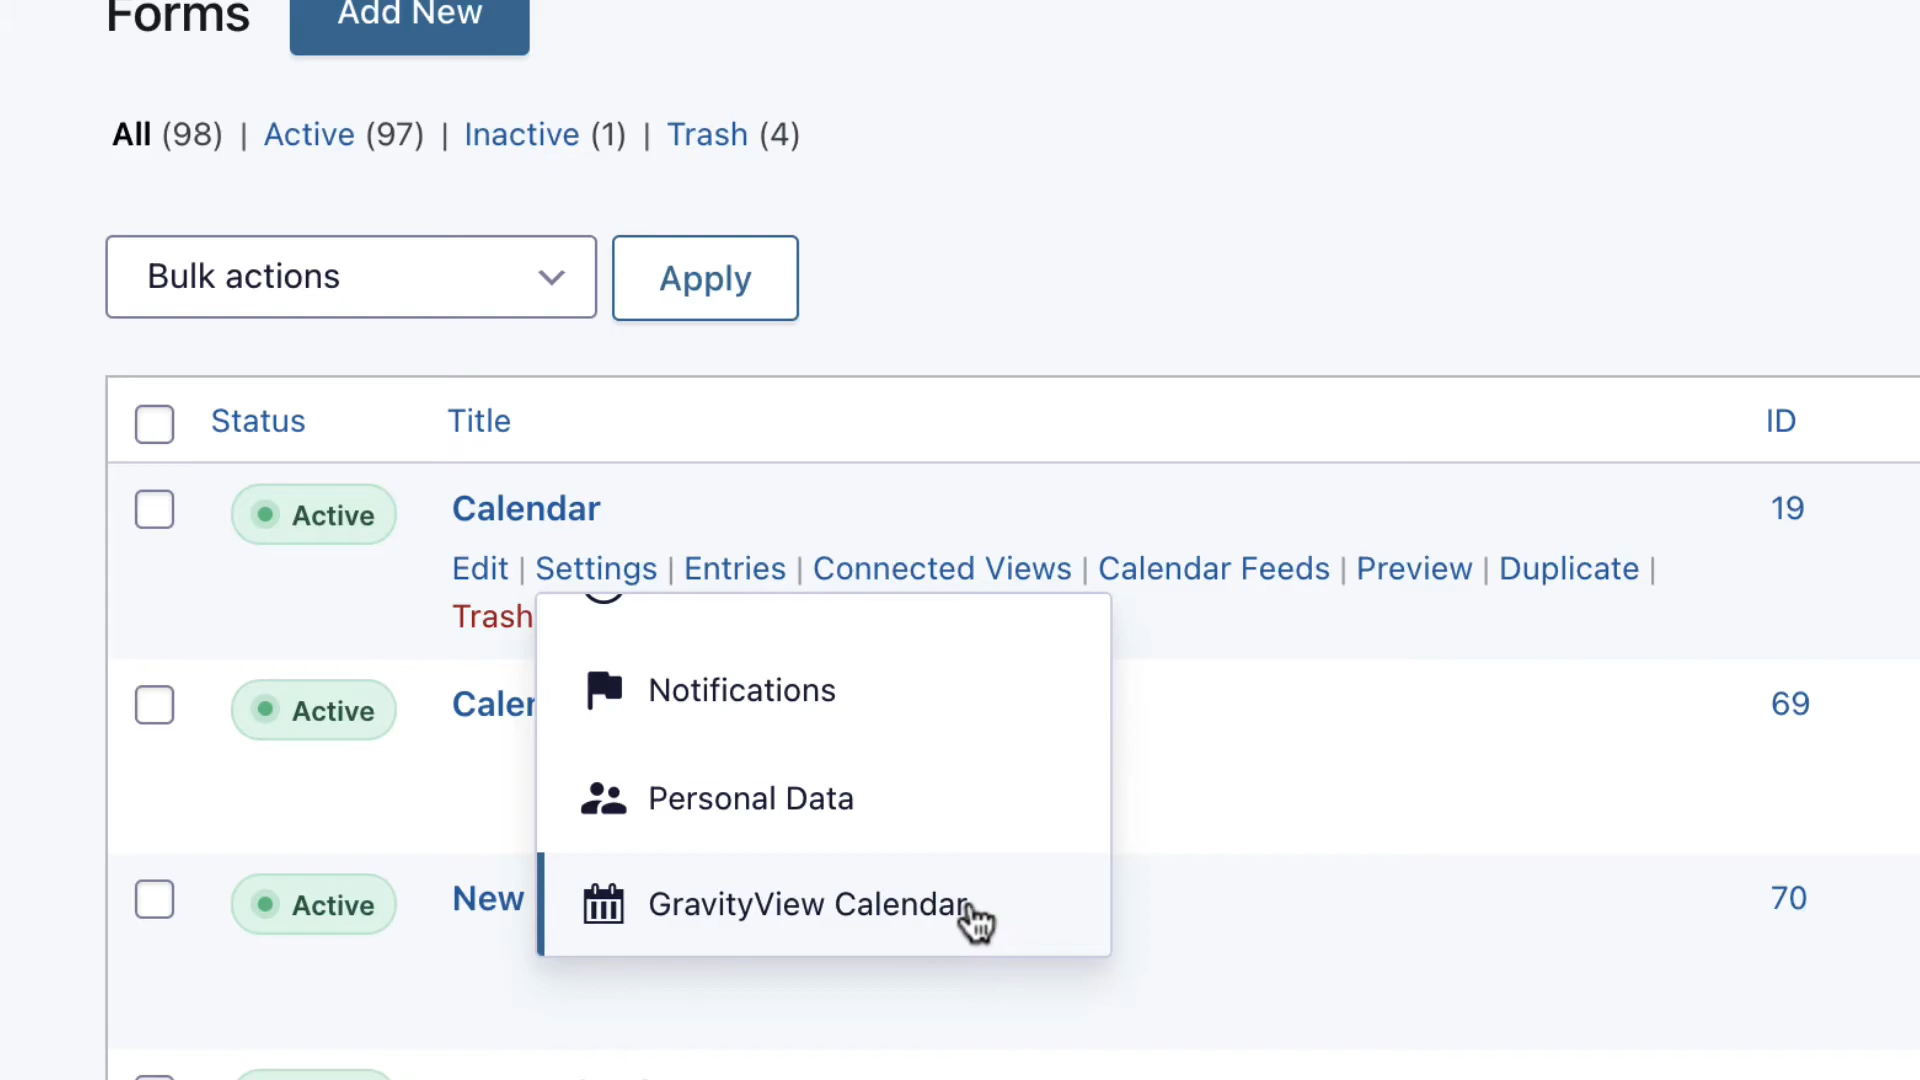 Forms Add New
All (98) | Active (97) | Inactive (1) | Trash (4)
Bulk actions Apply
Status Title ID
Active Calendar 19
Edit | Settings | Entries | Connected Views | Calendar Feeds | Preview | Duplicate |
Trash
Notifications
Active 69
Personal Data
Active New 70
GravityView Calendar